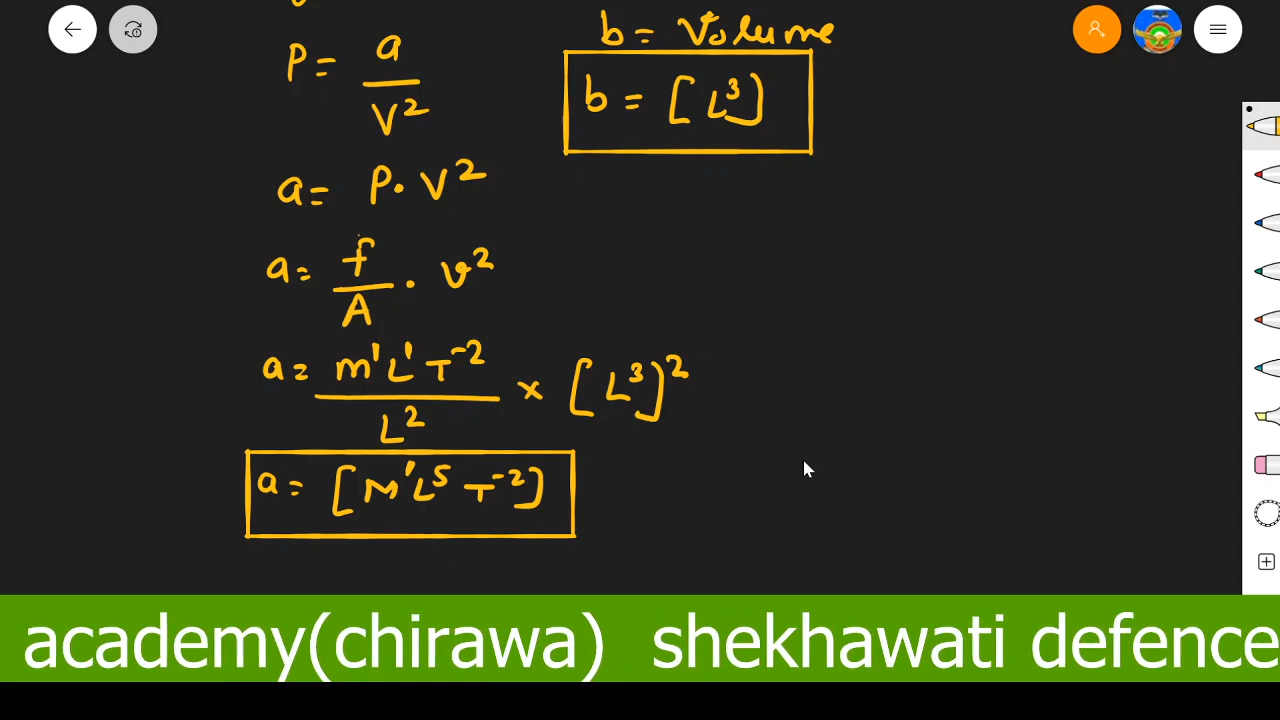 P = a / V²
a = P · V²
a = f / A · v²
a = m¹L¹T⁻² / L² × [L³]²
a = [M¹L⁵T⁻²]
b = Volume
b = [L³]
academy(chirawa) shekhawati defence